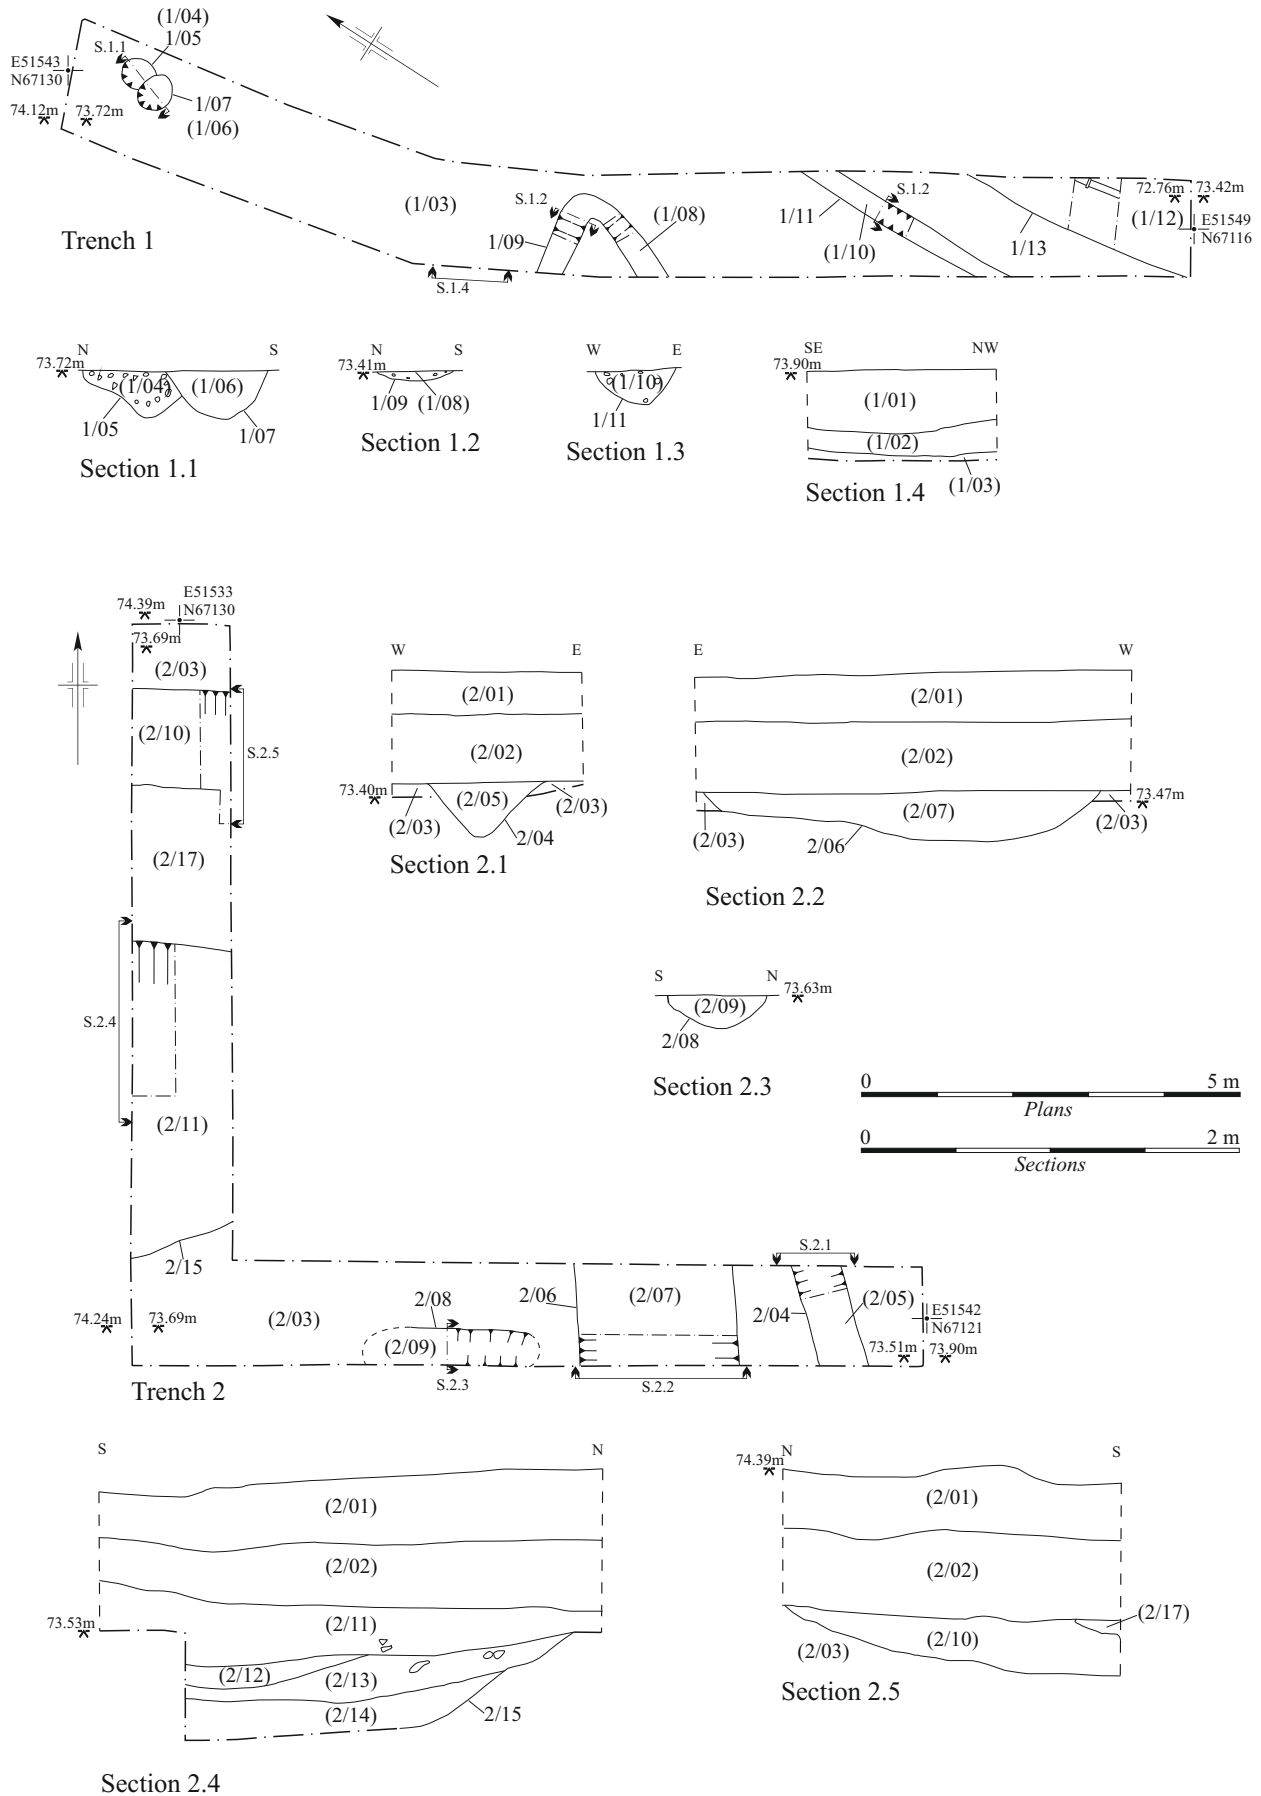 (1/04)
1/05
S.1.1
E51543
N67130
74.12m
73.72m
1/07
(1/06)
Trench 1
(1/03)
S.1.2
1/09
(1/08)
S.1.4
1/11
(1/10)
S.1.2
1/13
72.76m
73.42m
(1/12)
E51549
N67116
N
S
73.72m
(1/04)
(1/06)
1/05
1/07
Section 1.1
N
S
73.41m
1/09
(1/08)
Section 1.2
W
E
(1/10)
1/11
Section 1.3
SE
NW
73.90m
(1/01)
(1/02)
(1/03)
Section 1.4
E51533
N67130
74.39m
73.69m
(2/03)
(2/10)
S.2.5
(2/17)
S.2.4
(2/11)
2/15
74.24m
73.69m
(2/03)
2/08
(2/09)
S.2.3
2/06
(2/07)
S.2.2
S.2.1
2/04
(2/05)
E51542
N67121
73.51m
73.90m
Trench 2
W
E
(2/01)
(2/02)
73.40m
(2/03)
(2/05)
(2/03)
2/04
Section 2.1
E
W
(2/01)
(2/02)
(2/07)
73.47m
(2/03)
2/06
(2/03)
Section 2.2
S
N
73.63m
(2/09)
2/08
Section 2.3
0
5 m
Plans
0
2 m
Sections
S
N
(2/01)
(2/02)
73.53m
(2/11)
(2/12)
(2/13)
(2/14)
2/15
Section 2.4
74.39m
N
S
(2/01)
(2/02)
(2/17)
(2/10)
(2/03)
Section 2.5